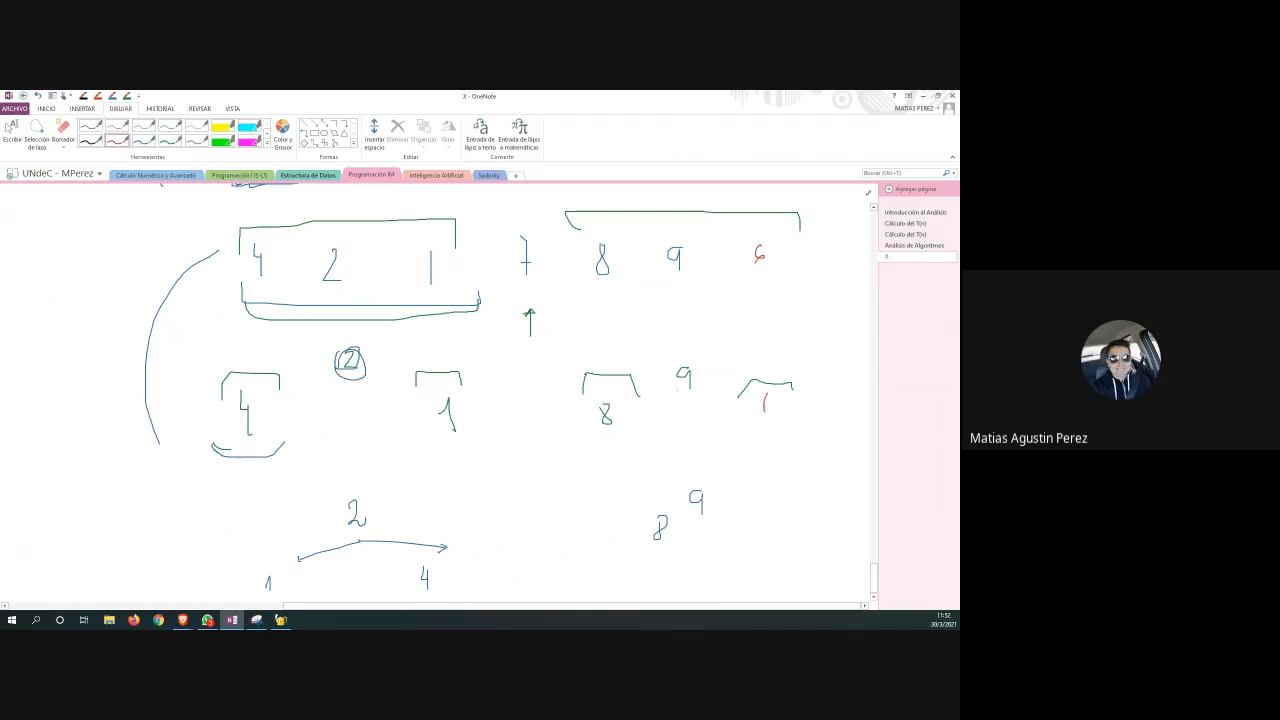 X - OneNote
ARCHIVO INICIO INSERTAR DIBUJAR HISTORIAL REVISAR VISTA
MATIAS PEREZ
Escribir
Selección de lazo
Borrador
Color y Grosor
Insertar espacio
Eliminar
Organizar
Girar
Entrada de lápiz a texto
Entrada de lápiz a matemáticas
Herramientas
Formas
Editar
Convertir
UNdeC - MPerez
Cálculo Numérico y Avanzado
Programación I 15-LS
Estructura de Datos
Programación IM
Inteligencia Artificial
Sadosky
Buscar (Ctrl+T)
Agregar página
Introducción al Análisis
Cálculo del T(n)
Cálculo del T(n)
Análisis de Algoritmos
X
4 2 1 7 8 9 6
2 9
4 1 8
2 9
8
1 4
Matias Agustin Perez
11:52
30/3/2021